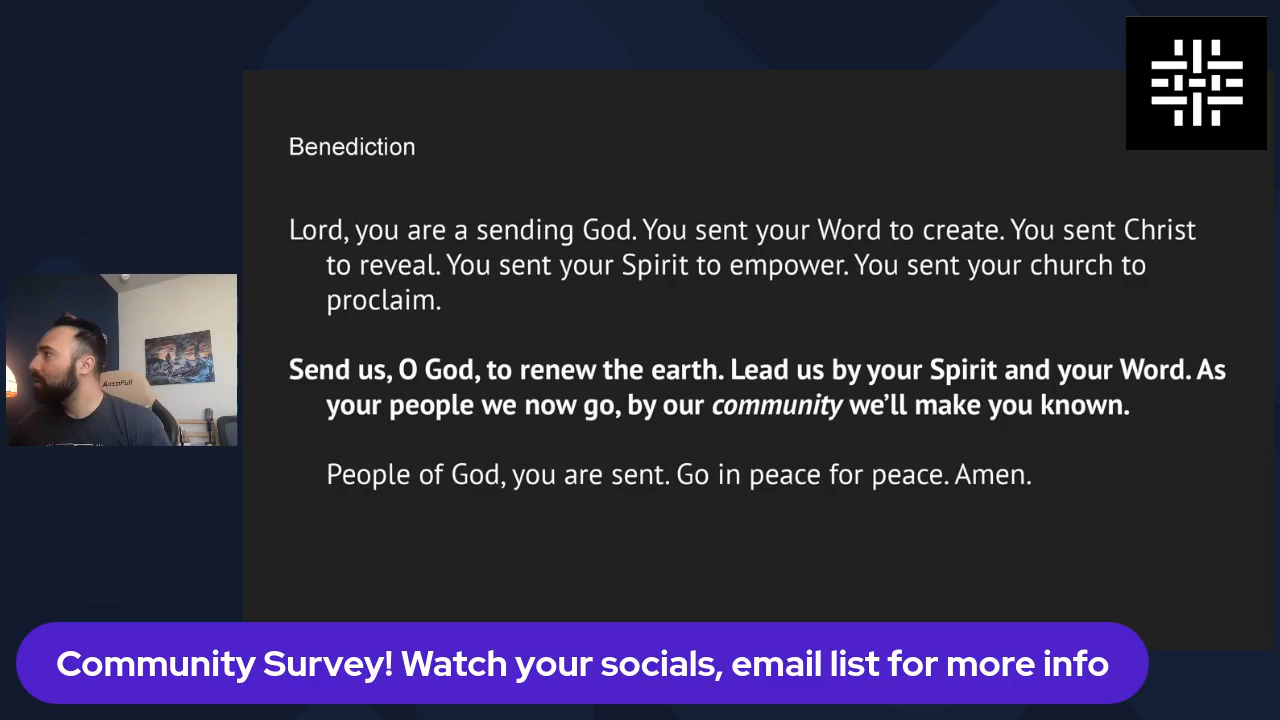 Benediction
Lord, you are a sending God. You sent your Word to create. You sent Christ
to reveal. You sent your Spirit to empower. You sent your church to
proclaim.
Send us, O God, to renew the earth. Lead us by your Spirit and your Word. As
your people we now go, by our community we’ll make you known.
People of God, you are sent. Go in peace for peace. Amen.
AutoFull
Community Survey! Watch your socials, email list for more info